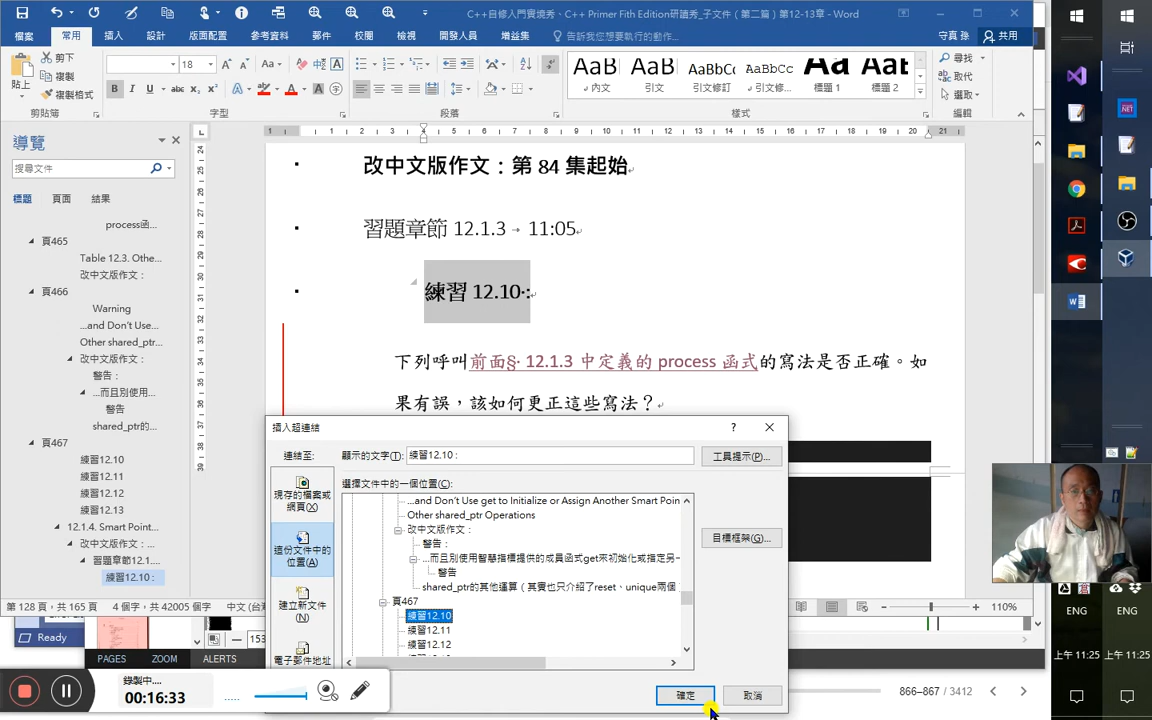 C++自修入門實境秀、C++ Primer Fith Edition研讀秀_子文件（第二篇）第12-13章 - Word
檔案 常用 插入 設計 版面配置 參考資料 郵件 校閱 檢視 開發人員 增益集 告訴我您想要執行的動作... 守真 孫 共用
貼上 剪下 複製 複製格式
18
AaB AaB AaBbC AaBbCc AaB AaB
內文 引文 引文修訂 引文修... 標題 1 標題 2
尋找 取代 選取
剪貼簿 字型 段落 樣式 編輯
導覽
搜尋文件
標題 頁面 結果
process函...
頁465
Table 12.3. Othe...
改中文版作文：
頁466
Warning
...and Don't Use...
Other shared_ptr...
改中文版作文：
警告：
...而且別使用...
警告
shared_ptr的...
頁467
練習12.10
練習12.11
練習12.12
練習12.13
12.1.4. Smart Point...
改中文版作文：...
習題章節12.1....
練習12.10 :
改中文版作文：第 84 集起始
習題章節 12.1.3 → 11:05
練習 12.10 :
下列呼叫前面§ 12.1.3 中定義的 process 函式的寫法是否正確。如
果有誤，該如何更正這些寫法？
插入超連結
連結至: 顯示的文字(T): 練習12.10 : 工具提示(P)...
選擇文件中的一個位置(C):
現存的檔案或網頁(X)
這份文件中的位置(A)
建立新文件(N)
電子郵件地址
...and Don't Use get to Initialize or Assign Another Smart Poin
Other shared_ptr Operations
改中文版作文：
警告：
...而且別使用智慧指標提供的成員函式get來初始化或指定另一
警告
shared_ptr的其他運算（其實也只介紹了reset、unique兩個
頁467
練習12.10
練習12.11
練習12.12
目標框架(G)...
確定 取消
第 128 頁，共 165 頁 4 個字，共 42005 個字 中文 (台灣
110%
Ready
153
PAGES ZOOM ALERTS
錄製中....
00:16:33
866–867 / 3412
ENG ENG
上午 11:25 上午 11:25